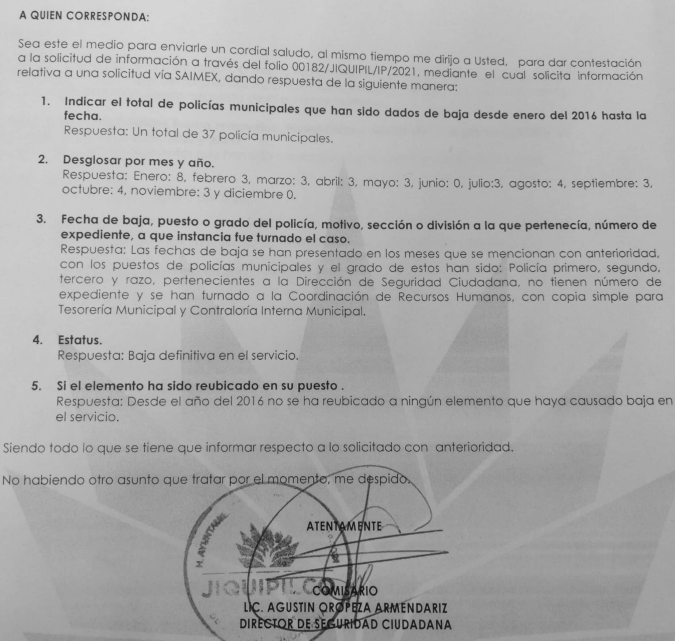 A QUIEN CORRESPONDA:
Sea este el medio para enviarle un cordial saludo, al mismo tiempo me dirijo a Usted, para dar contestación
a la solicitud de información a través del folio 00182/JIQUIPIL/IP/2021, mediante el cual solicita información
relativa a una solicitud vía SAIMEX, dando respuesta de la siguiente manera:
1. Indicar el total de policías municipales que han sido dados de baja desde enero del 2016 hasta la
fecha.
Respuesta: Un total de 37 policía municipales.
2. Desglosar por mes y año.
Respuesta: Enero: 8, febrero 3, marzo: 3, abril: 3, mayo: 3, junio: 0, julio:3, agosto: 4, septiembre: 3,
octubre: 4, noviembre: 3 y diciembre 0.
3. Fecha de baja, puesto o grado del policía, motivo, sección o división a la que pertenecía, número de
expediente, a que instancia fue turnado el caso.
Respuesta: Las fechas de baja se han presentado en los meses que se mencionan con anterioridad,
con los puestos de policías municipales y el grado de estos han sido: Policía primero, segundo,
tercero y razo, pertenecientes a la Dirección de Seguridad Ciudadana, no tienen número de
expediente y se han turnado a la Coordinación de Recursos Humanos, con copia simple para
Tesorería Municipal y Contraloría Interna Municipal.
4. Estatus.
Respuesta: Baja definitiva en el servicio.
5. Si el elemento ha sido reubicado en su puesto .
Respuesta: Desde el año del 2016 no se ha reubicado a ningún elemento que haya causado baja en
el servicio.
Siendo todo lo que se tiene que informar respecto a lo solicitado con anterioridad.
No habiendo otro asunto que tratar por el momento, me despido.
ATENTAMENTE
H. AYUNTAMIE
JIQUIPILCO
COMISARIO
LIC. AGUSTIN OROPEZA ARMENDARIZ
DIRECTOR DE SEGURIDAD CIUDADANA